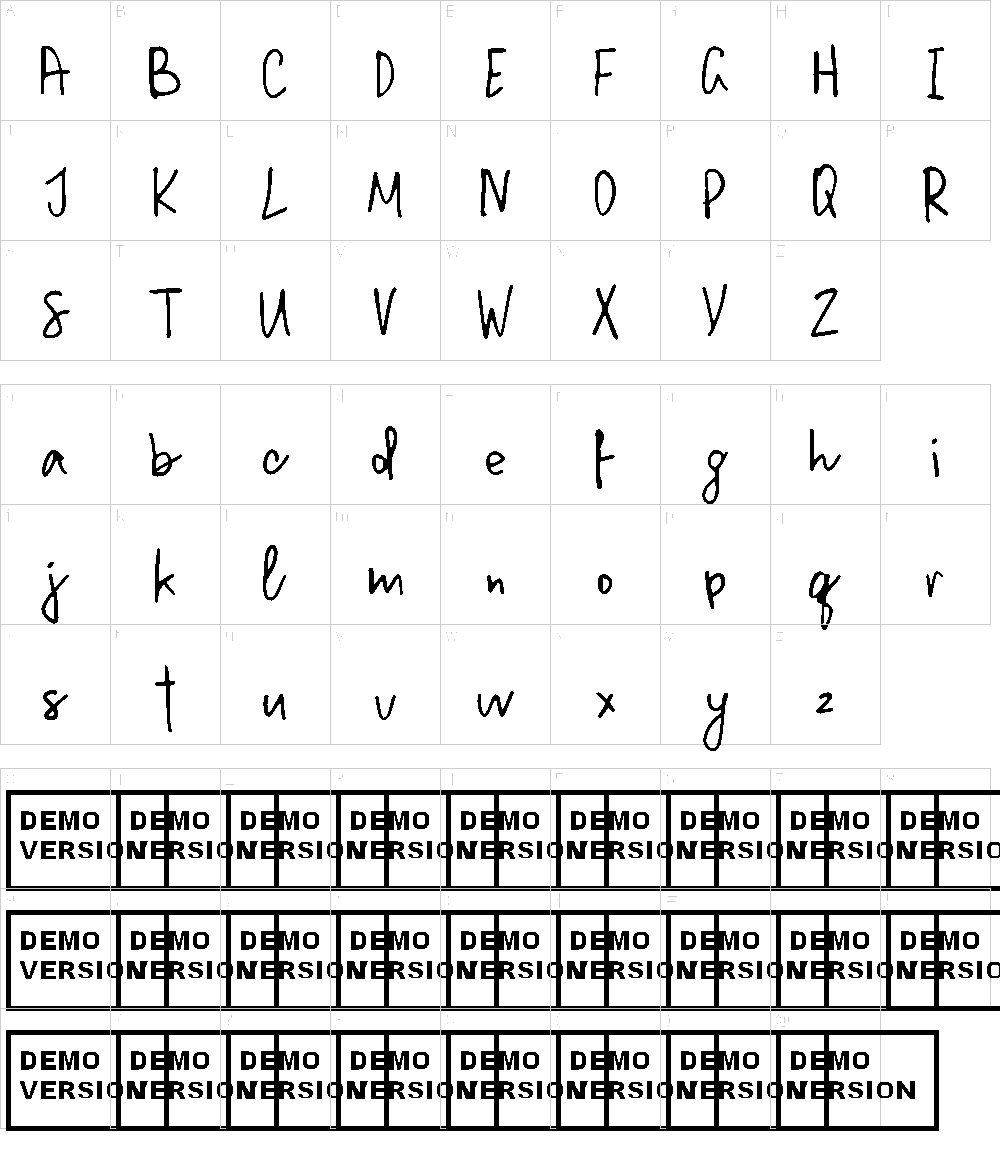 A B C D E F G H I
J K L M N O P Q R
S T U V W X Y Z
a b c d e f g h i
j k l m n o p q r
s t u v w x y z
DEMO DEMO DEMO DEMO DEMO DEMO DEMO DEMO DEMO
VERSION VERSION VERSION VERSION VERSION VERSION VERSION VERSION VERSIO
DEMO DEMO DEMO DEMO DEMO DEMO DEMO DEMO DEMO
VERSION VERSION VERSION VERSION VERSION VERSION VERSION VERSION VERSIO
DEMO DEMO DEMO DEMO DEMO DEMO DEMO DEMO
VERSION VERSION VERSION VERSION VERSION VERSION VERSION VERSION